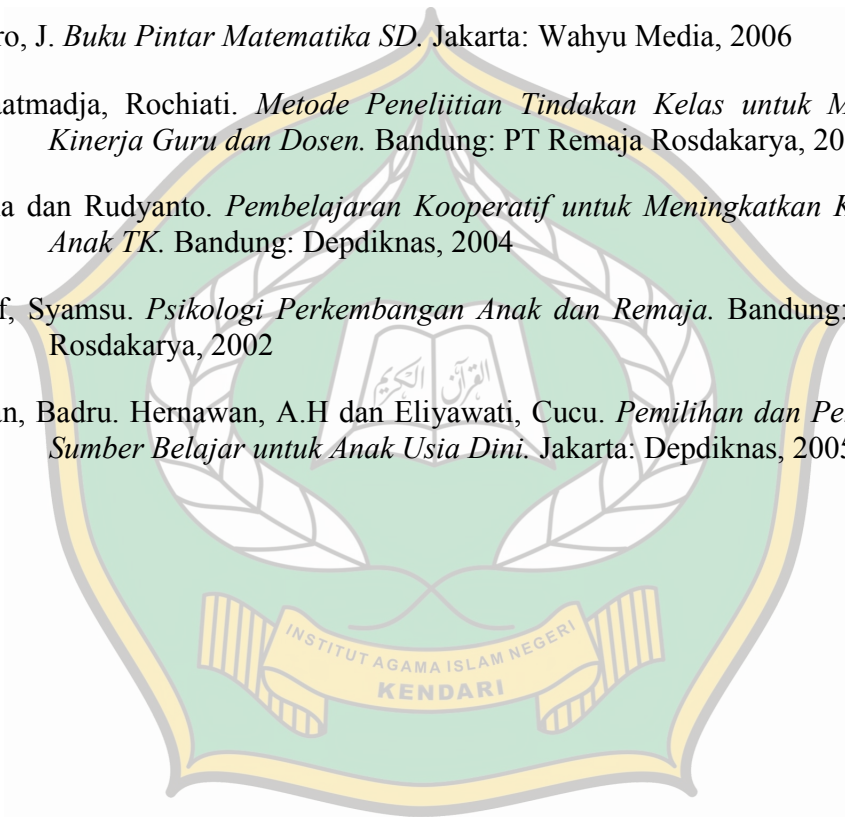 ro, J. Buku Pintar Matematika SD. Jakarta: Wahyu Media, 2006
atmadja, Rochiati. Metode Peneliitian Tindakan Kelas untuk M
Kinerja Guru dan Dosen. Bandung: PT Remaja Rosdakarya, 20
a dan Rudyanto. Pembelajaran Kooperatif untuk Meningkatkan K
Anak TK. Bandung: Depdiknas, 2004
f, Syamsu. Psikologi Perkembangan Anak dan Remaja. Bandung:
Rosdakarya, 2002
an, Badru. Hernawan, A.H dan Eliyawati, Cucu. Pemilihan dan Pe
Sumber Belajar untuk Anak Usia Dini. Jakarta: Depdiknas, 2005
القرآن الكريم
INSTITUT AGAMA ISLAM NEGERI
KENDARI